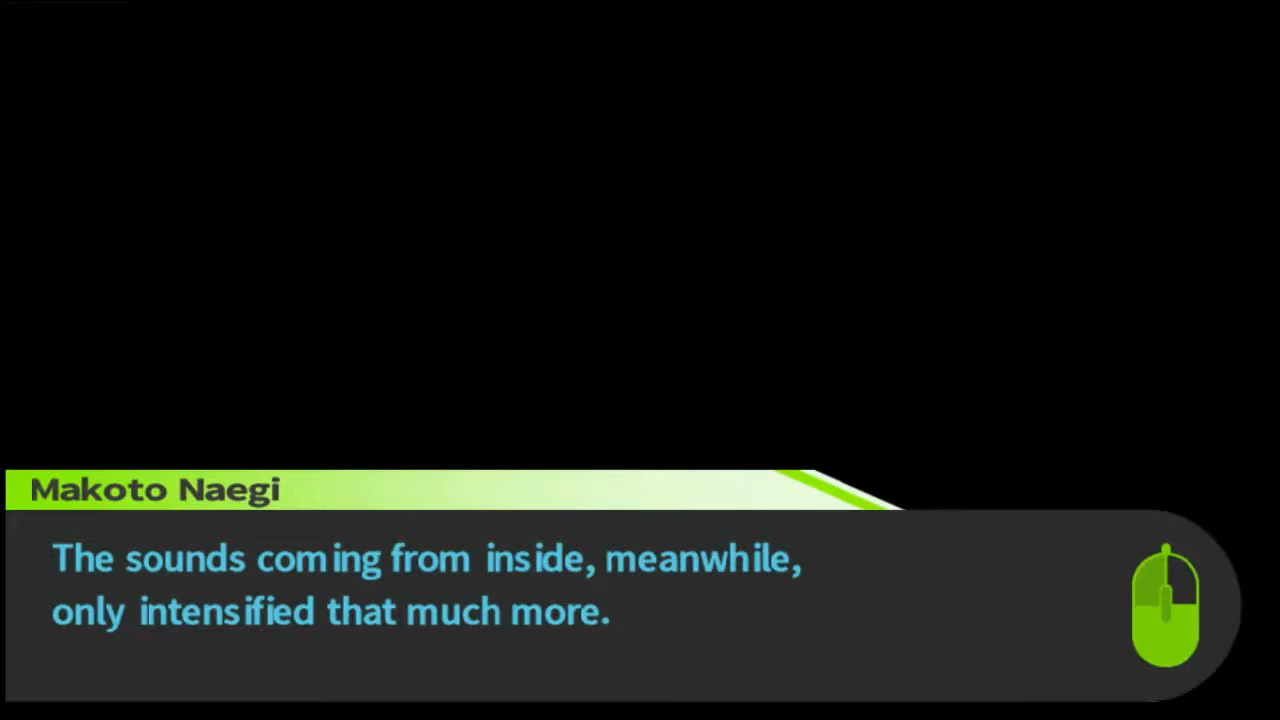 Makoto Naegi
The sounds coming from inside, meanwhile,
only intensified that much more.